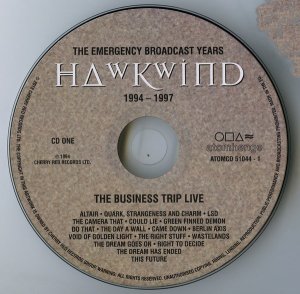 THE EMERGENCY BROADCAST YEARS
HAWKWIND
1994 – 1997
CD ONE
℗ 1994
CHERRY RED RECORDS LTD.
atomhenge
ATOMCD 51044 - 1
THE BUSINESS TRIP LIVE
ALTAIR • QUARK, STRANGENESS AND CHARM • LSD
THE CAMERA THAT • COULD LIE • GREEN FINNED DEMON
DO THAT • THE DAY A WALL • CAME DOWN • BERLIN AXIS
VOID OF GOLDEN LIGHT • THE RIGHT STUFF • WASTELANDS
THE DREAM GOES ON • RIGHT TO DECIDE
THE DREAM HAS ENDED
THIS FUTURE